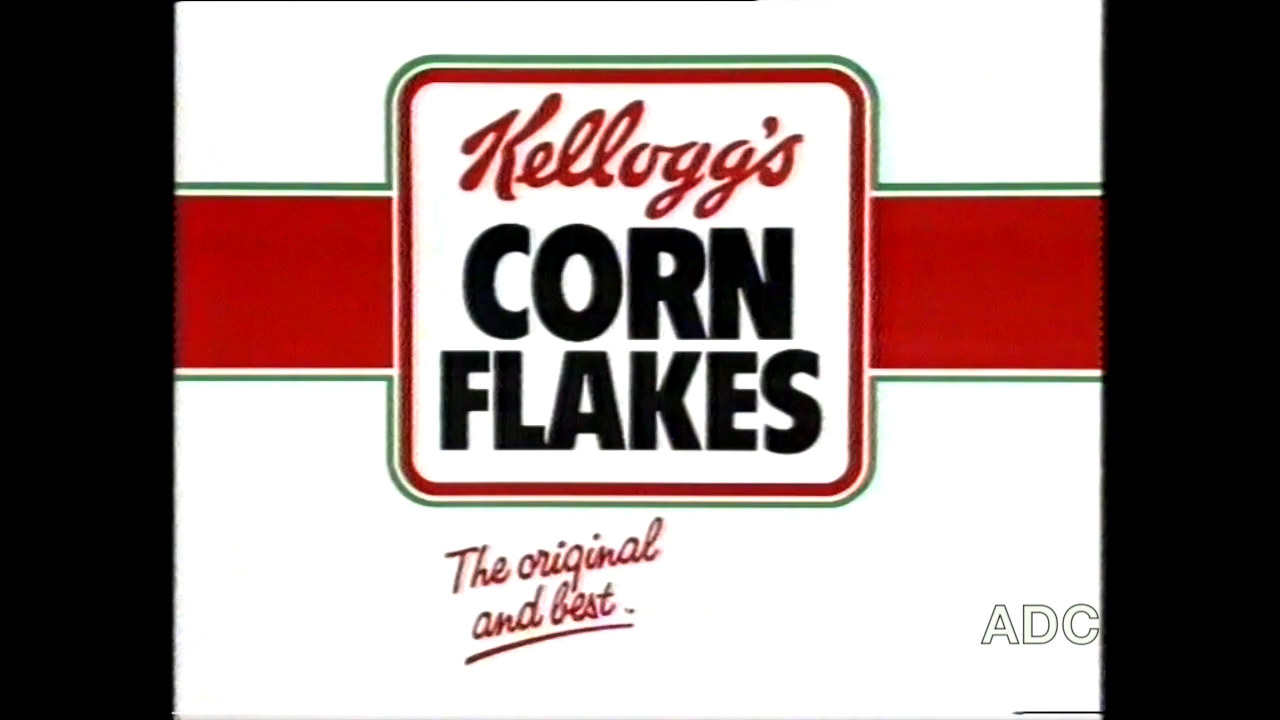 Kellogg's
CORN
FLAKES
The original
and best.
ADC